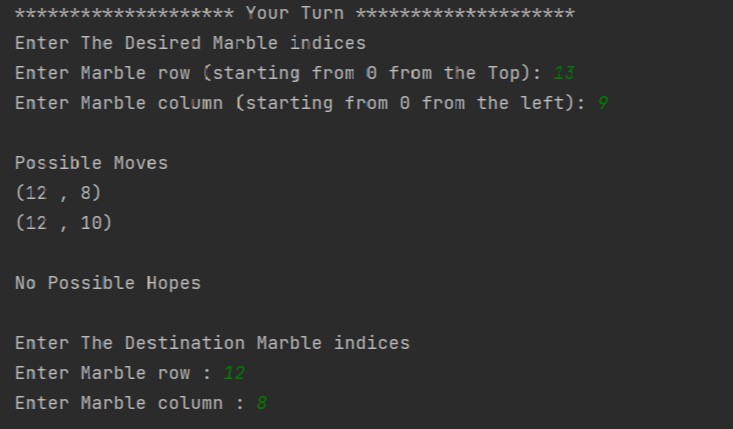 ******************** Your Turn ********************
Enter The Desired Marble indices
Enter Marble row (starting from 0 from the Top): 13
Enter Marble column (starting from 0 from the left): 9
Possible Moves
(12 , 8)
(12 , 10)
No Possible Hopes
Enter The Destination Marble indices
Enter Marble row : 12
Enter Marble column : 8